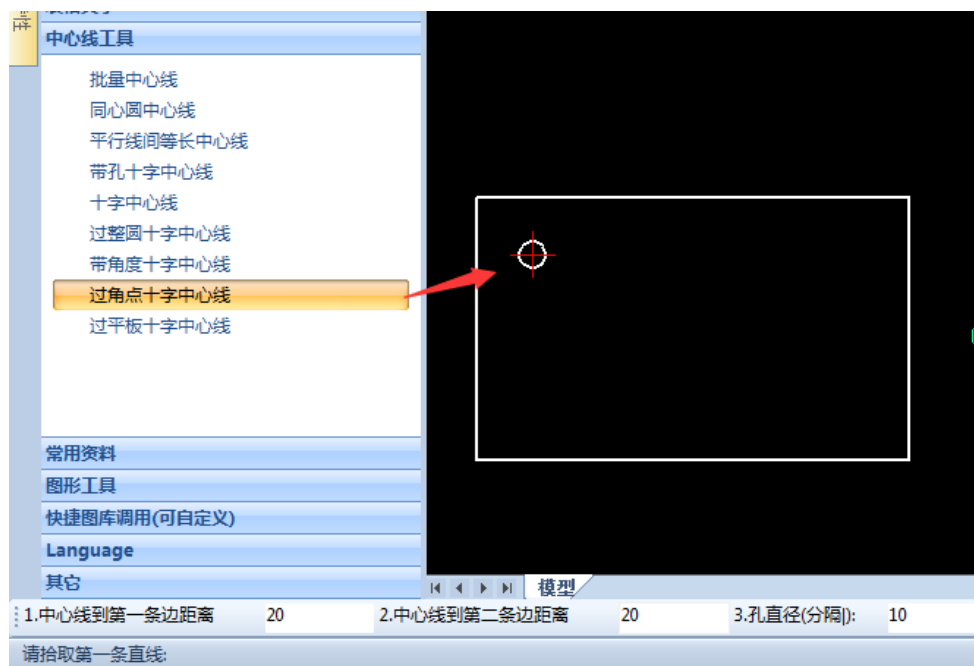 性
中心线工具
批量中心线
同心圆中心线
平行线间等长中心线
带孔十字中心线
十字中心线
过整圆十字中心线
带角度十字中心线
过角点十字中心线
过平板十字中心线
常用资料
图形工具
快捷图库调用(可自定义)
Language
其它
模型
1.中心线到第一条边距离 20 2.中心线到第二条边距离 20 3.孔直径(分隔|): 10
请拾取第一条直线: